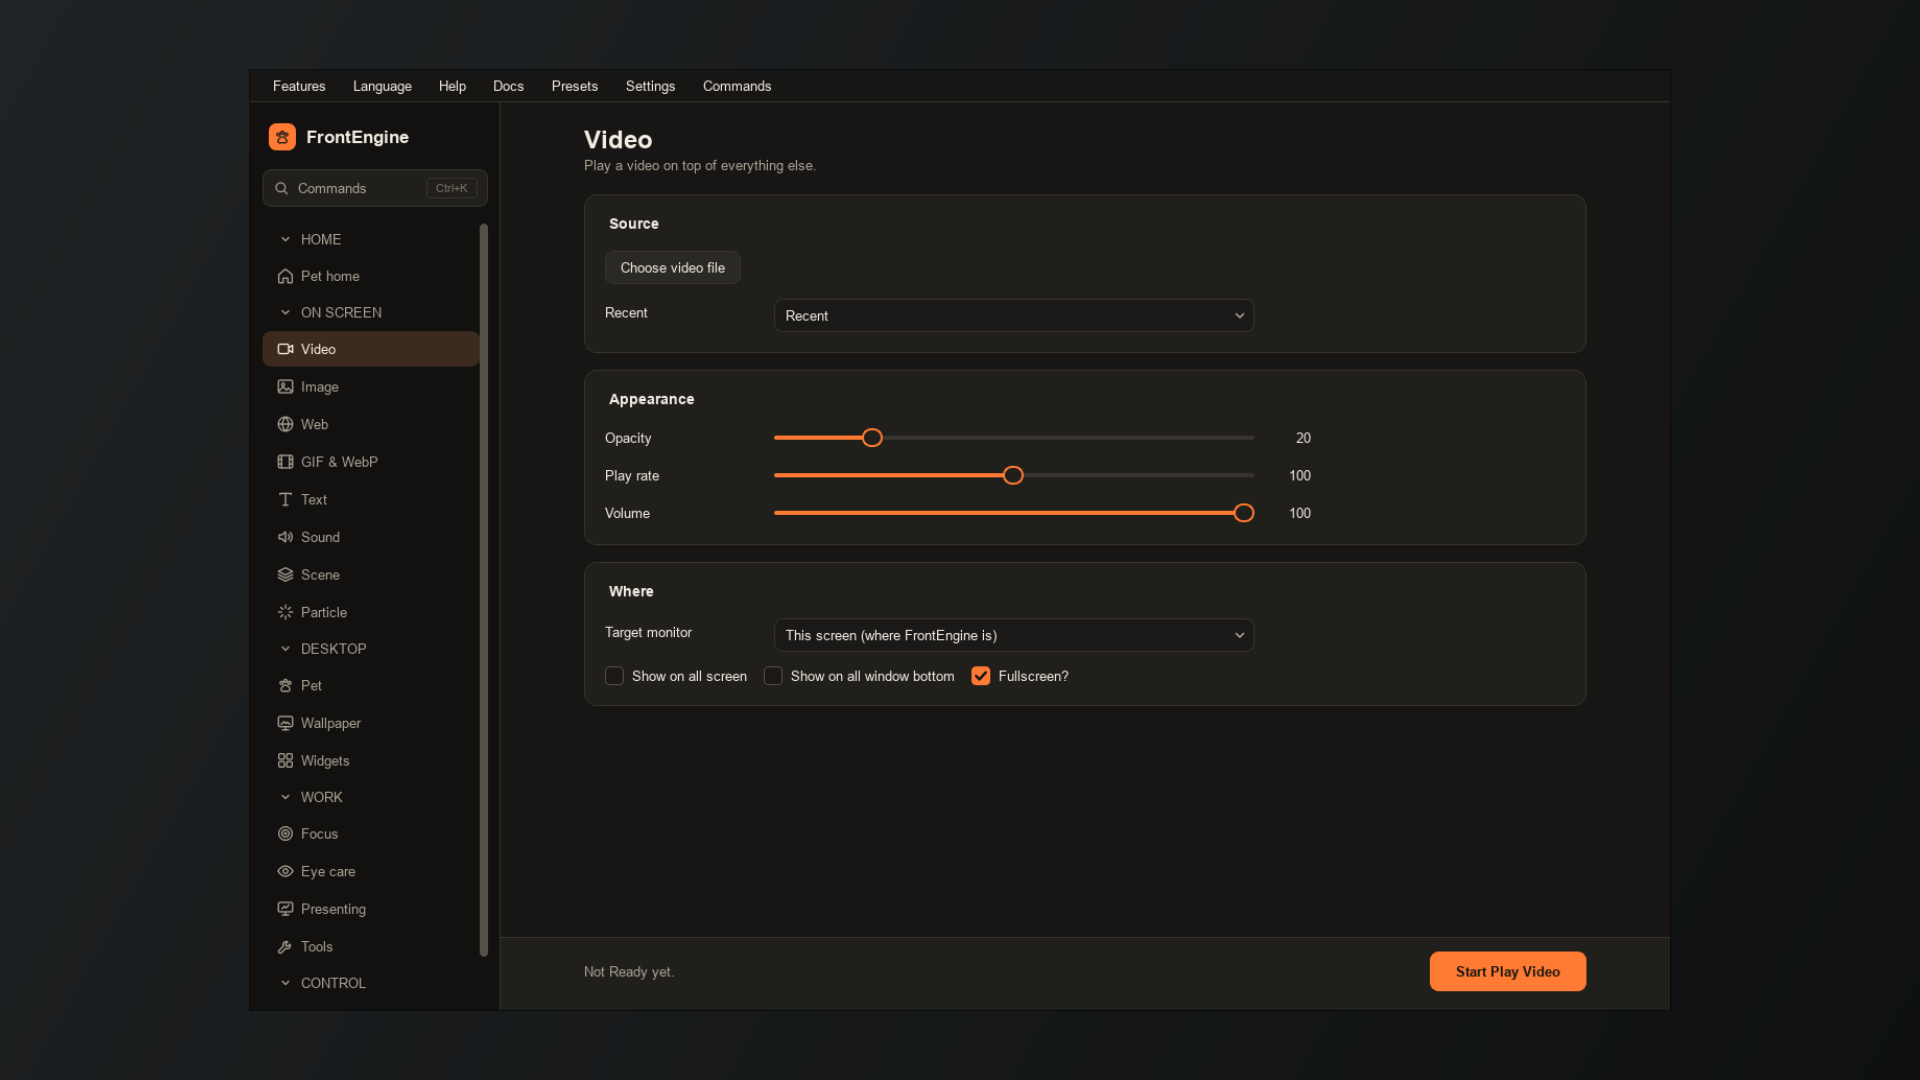 Features Language Help Docs Presets Settings Commands
FrontEngine
Commands Ctrl+K
HOME
Pet home
ON SCREEN
Video
Image
Web
GIF & WebP
Text
Sound
Scene
Particle
DESKTOP
Pet
Wallpaper
Widgets
WORK
Focus
Eye care
Presenting
Tools
CONTROL
Video
Play a video on top of everything else.
Source
Choose video file
Recent Recent
Appearance
Opacity 20
Play rate 100
Volume 100
Where
Target monitor This screen (where FrontEngine is)
Show on all screen Show on all window bottom Fullscreen?
Not Ready yet. Start Play Video